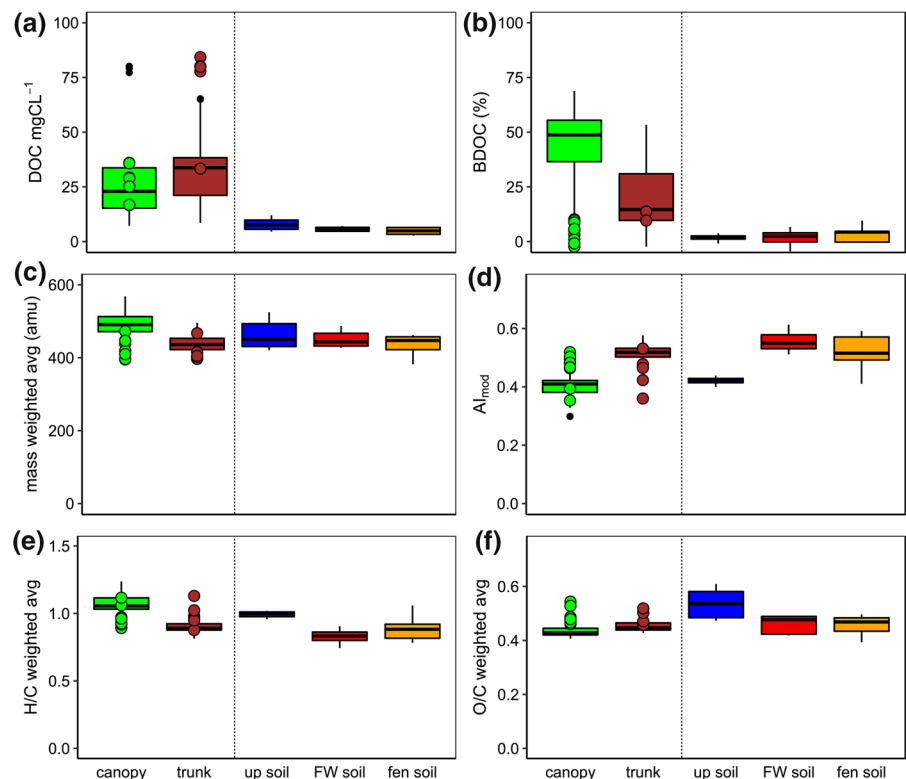 (a)
100
75
50
25
0
DOC mgCL⁻¹
(b)
100
75
50
25
0
BDOC (%)
(c)
600
400
200
0
mass weighted avg (amu)
(d)
0.6
0.4
0.2
0.0
AImod
(e)
1.5
1.0
0.5
0.0
H/C weighted avg
canopy trunk up soil FW soil fen soil
(f)
0.6
0.4
0.2
0.0
O/C weighted avg
canopy trunk up soil FW soil fen soil